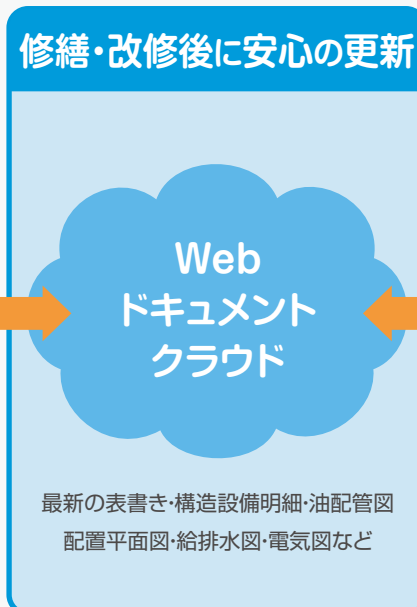 修繕・改修後に安心の更新
Web
ドキュメント
クラウド
最新の表書き・構造設備明細・油配管図
配置平面図・給排水図・電気図など